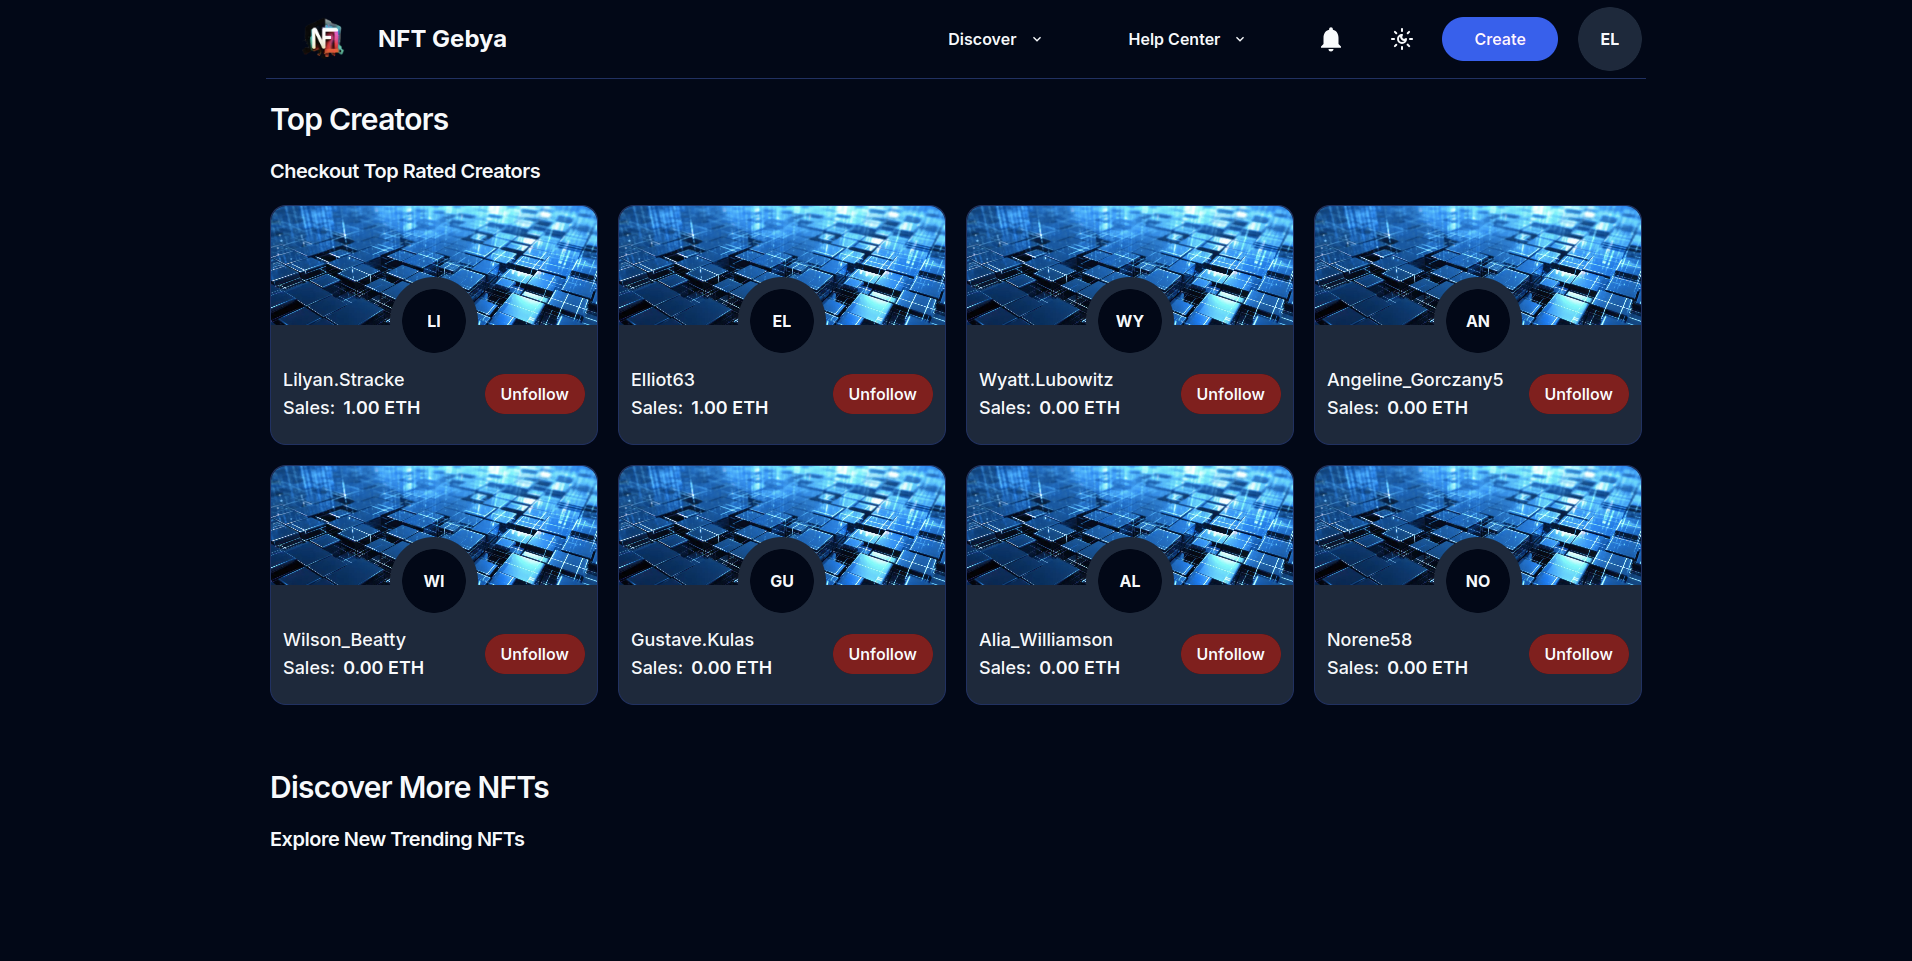 NFT
NFT Gebya
Discover
Help Center
Create
EL
Top Creators
Checkout Top Rated Creators
LI
Lilyan.Stracke
Sales: 1.00 ETH
Unfollow
EL
Elliot63
Sales: 1.00 ETH
Unfollow
WY
Wyatt.Lubowitz
Sales: 0.00 ETH
Unfollow
AN
Angeline_Gorczany5
Sales: 0.00 ETH
Unfollow
WI
Wilson_Beatty
Sales: 0.00 ETH
Unfollow
GU
Gustave.Kulas
Sales: 0.00 ETH
Unfollow
AL
Alia_Williamson
Sales: 0.00 ETH
Unfollow
NO
Norene58
Sales: 0.00 ETH
Unfollow
Discover More NFTs
Explore New Trending NFTs